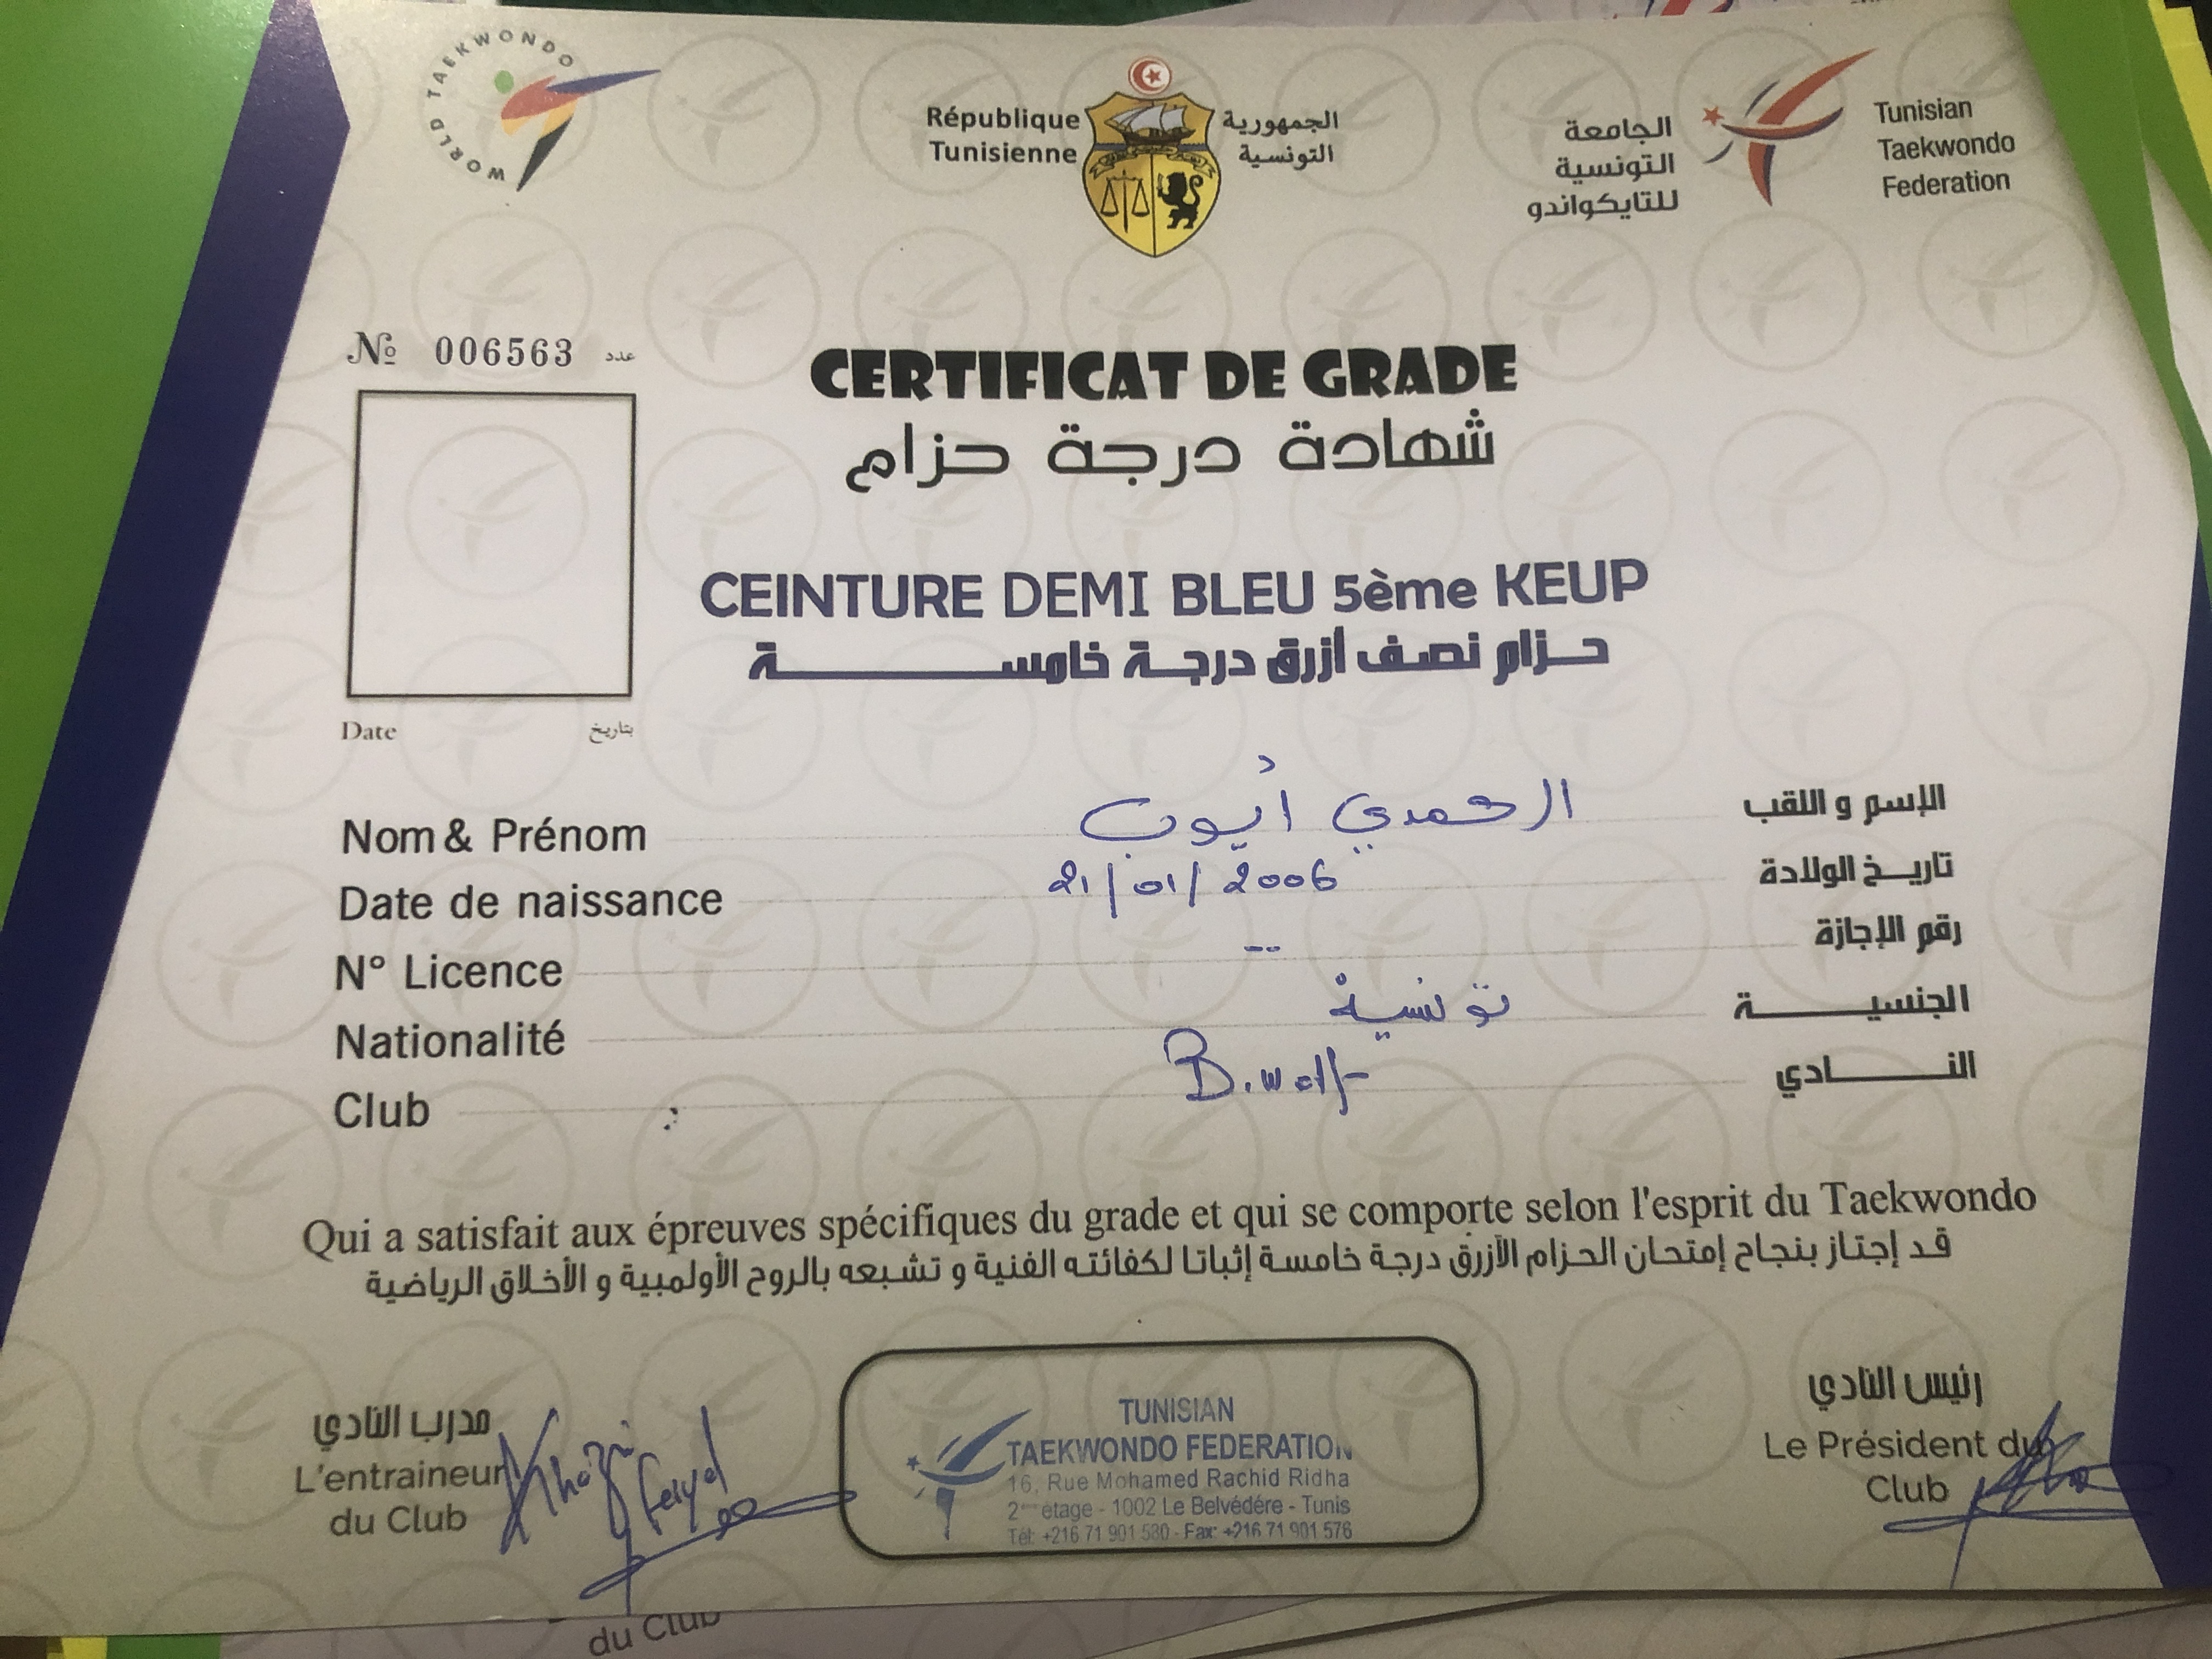 WORLD TAEKWONDO
République Tunisienne
الجمهورية التونسية
الجامعة التونسية للتايكواندو
Tunisian Taekwondo Federation
№ 006563 عدد
CERTIFICAT DE GRADE
شهادة درجة حزام
CEINTURE DEMI BLEU 5ème KEUP
حزام نصف أزرق درجة خامسة
Date بتاريخ
Nom & Prénom الحمدي أيوب الإسم و اللقب
Date de naissance 21/01/2006 تاريخ الولادة
N° Licence -- رقم الإجازة
Nationalité تونسية الجنسية
Club B.wolf النادي
Qui a satisfait aux épreuves spécifiques du grade et qui se comporte selon l'esprit du Taekwondo
قد إجتاز بنجاح إمتحان الحزام الأزرق درجة خامسة إثباتا لكفائته الفنية و تشبعه بالروح الأولمبية و الأخلاق الرياضية
مدرب النادي
L'entraineur
du Club
TUNISIAN
TAEKWONDO FEDERATION
16, Rue Mohamed Rachid Ridha
2ème étage - 1002 Le Belvédére - Tunis
Tél: +216 71 901 580 - Fax: +216 71 901 576
رئيس النادي
Le Président du
Club
du Club